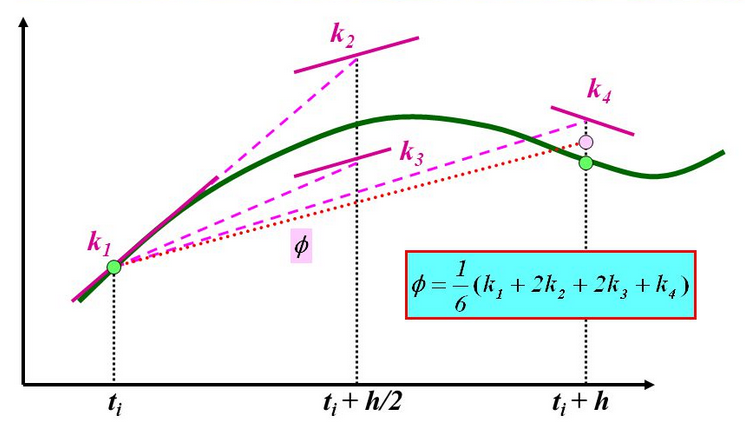 k₂
k₄
k₃
k₁
ϕ
ϕ = 1/6 (k₁ + 2k₂ + 2k₃ + k₄)
tᵢ
tᵢ + h/2
tᵢ + h